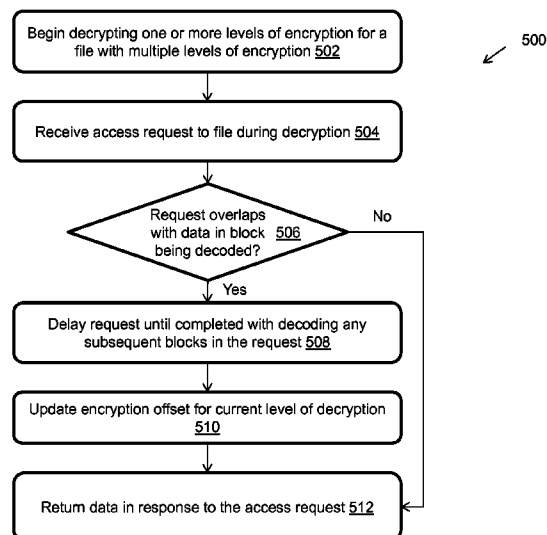 Begin decrypting one or more levels of encryption for a
file with multiple levels of encryption 502
500
Receive access request to file during decryption 504
Request overlaps
with data in block
being decoded?
506
No
Yes
Delay request until completed with decoding any
subsequent blocks in the request 508
Update encryption offset for current level of decryption
510
Return data in response to the access request 512